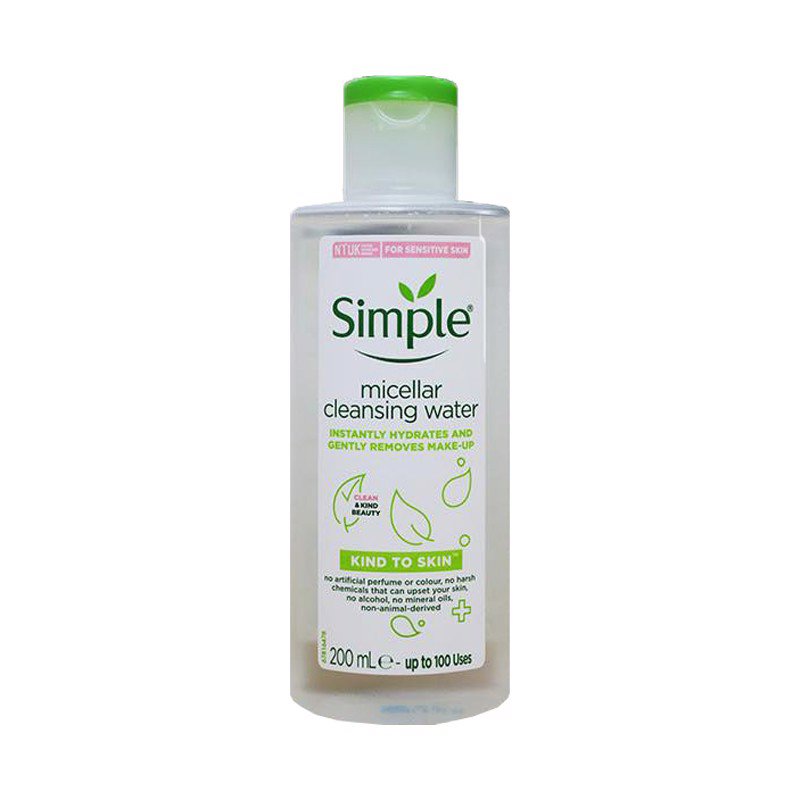 NTUK FOR SENSITIVE SKIN
Simple®
micellar
cleansing water
INSTANTLY HYDRATES AND
GENTLY REMOVES MAKE-UP
CLEAN
& KIND
BEAUTY
KIND TO SKIN™
no artificial perfume or colour, no harsh
chemicals that can upset your skin,
no alcohol, no mineral oils,
non-animal-derived
200 mL ℮ - up to 100 Uses